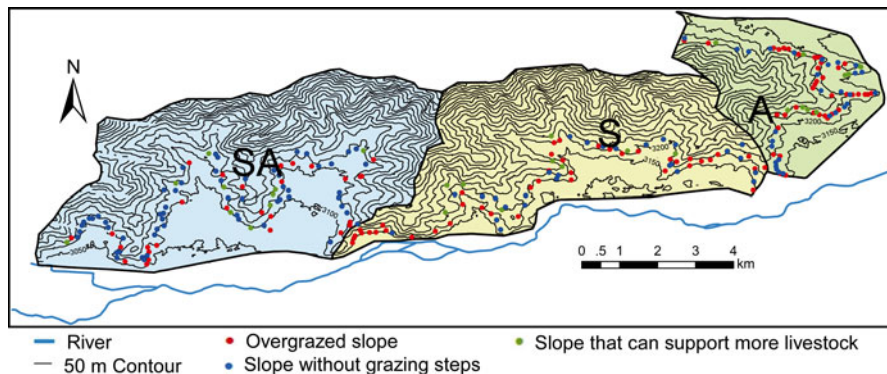 N
SA
S
A
3200
3150
3200
3150
3100
3050
0 .5 1 2 3 4
km
River
50 m Contour
Overgrazed slope
Slope without grazing steps
Slope that can support more livestock